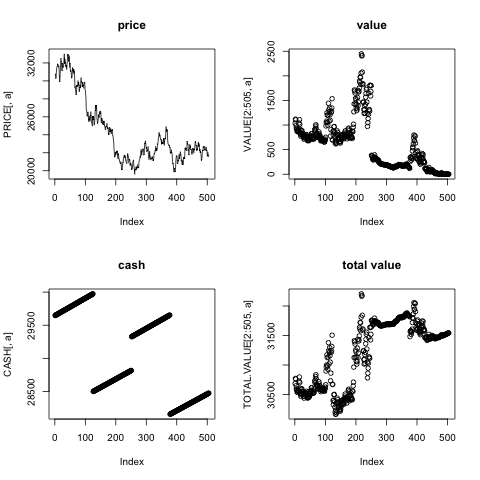 price
PRICE[, a]
20000 26000 32000
0 100 200 300 400 500
Index
value
VALUE[2:505, a]
0 500 1500 2500
0 100 200 300 400 500
Index
cash
CASH[, a]
28500 29500
0 100 200 300 400 500
Index
total value
TOTAL.VALUE[2:505, a]
30500 31500
0 100 200 300 400 500
Index